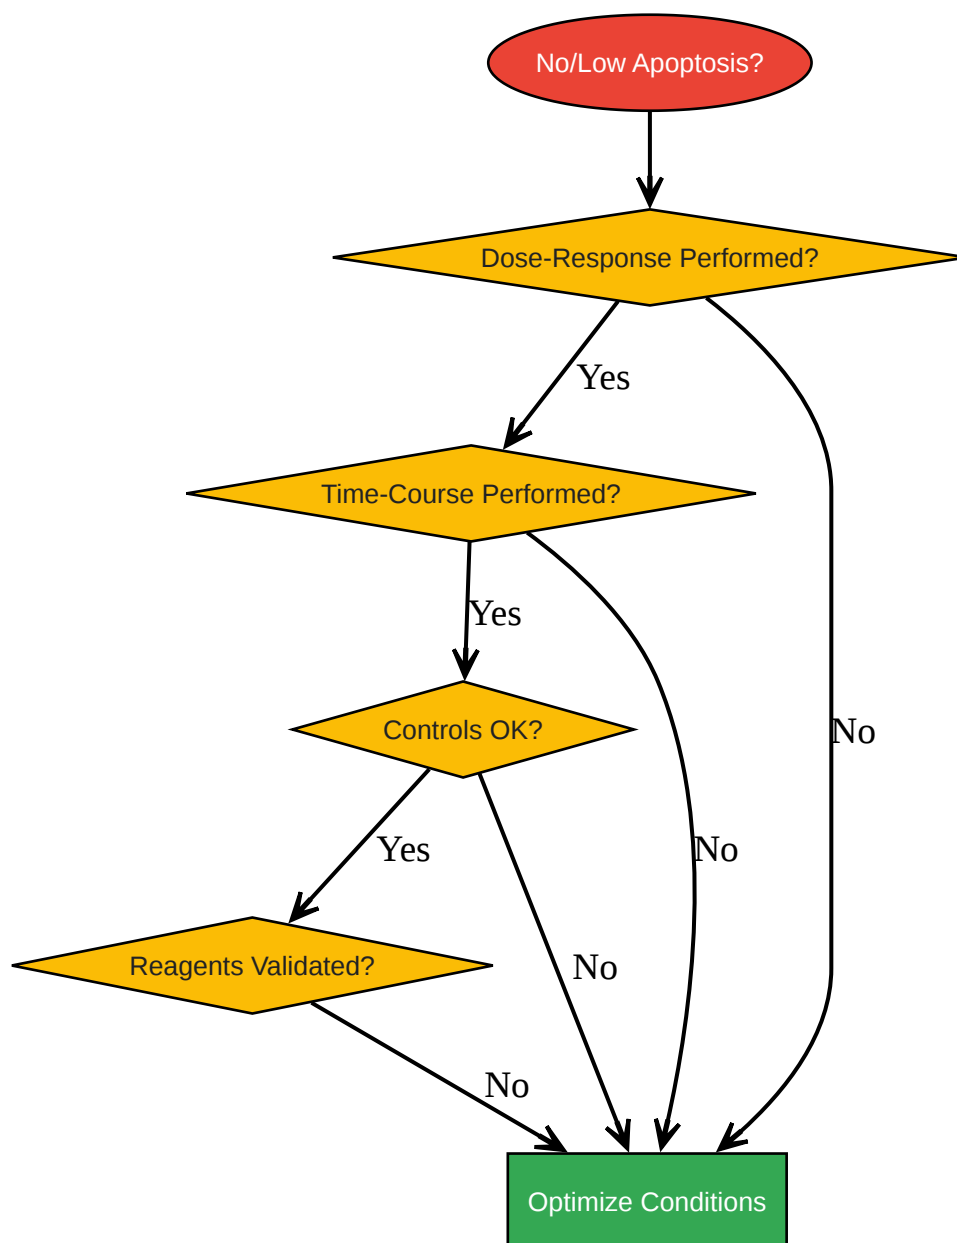 No/Low Apoptosis?
Dose-Response Performed?
Yes
Time-Course Performed?
Yes
Controls OK?
No
Yes
No
Reagents Validated?
No
No
Optimize Conditions